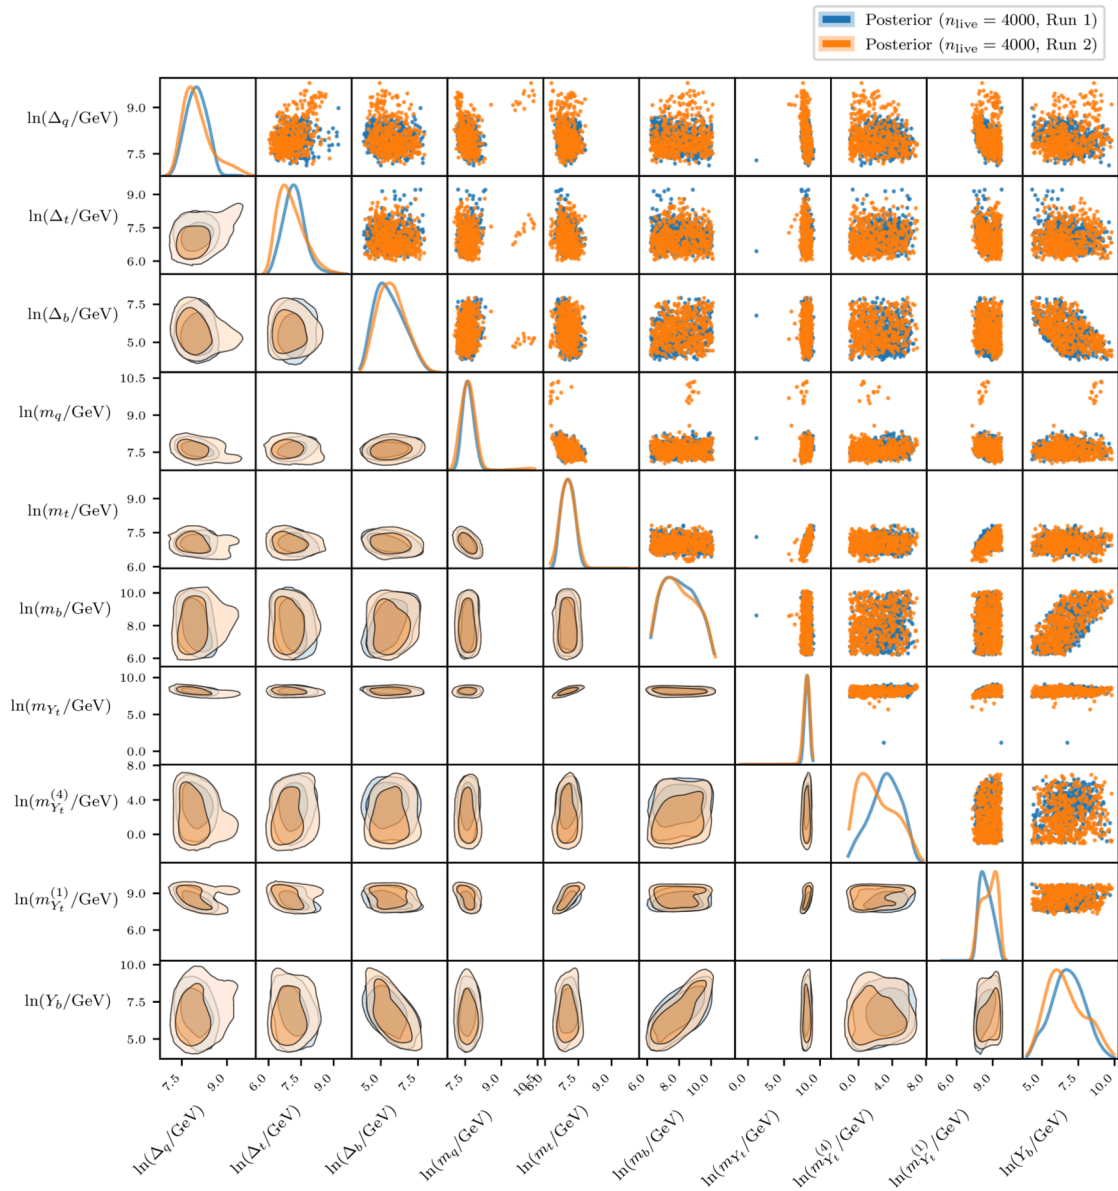 Posterior (n_live = 4000, Run 1)
Posterior (n_live = 4000, Run 2)
ln(Δ_q/GeV)
9.0
7.5
ln(Δ_t/GeV)
9.0
7.5
6.0
ln(Δ_b/GeV)
7.5
5.0
ln(m_q/GeV)
10.5
9.0
7.5
ln(m_t/GeV)
9.0
7.5
6.0
ln(m_b/GeV)
10.0
8.0
6.0
ln(m_{Y_t}/GeV)
10.0
5.0
0.0
ln(m_{Y_t}^{(4)}/GeV)
8.0
4.0
0.0
ln(m_{Y_t}^{(1)}/GeV)
9.0
6.0
ln(Y_b/GeV)
10.0
7.5
5.0
7.5 9.0 6.0 7.5 9.0 5.0 7.5 7.5 9.0 10.5 6.0 7.5 9.0 6.0 8.0 10.0 0.0 5.0 10.0 0.0 4.0 8.0 6.0 9.0 5.0 7.5 10.0
ln(Δ_q/GeV) ln(Δ_t/GeV) ln(Δ_b/GeV) ln(m_q/GeV) ln(m_t/GeV) ln(m_b/GeV) ln(m_{Y_t}/GeV) ln(m_{Y_t}^{(4)}/GeV) ln(m_{Y_t}^{(1)}/GeV) ln(Y_b/GeV)